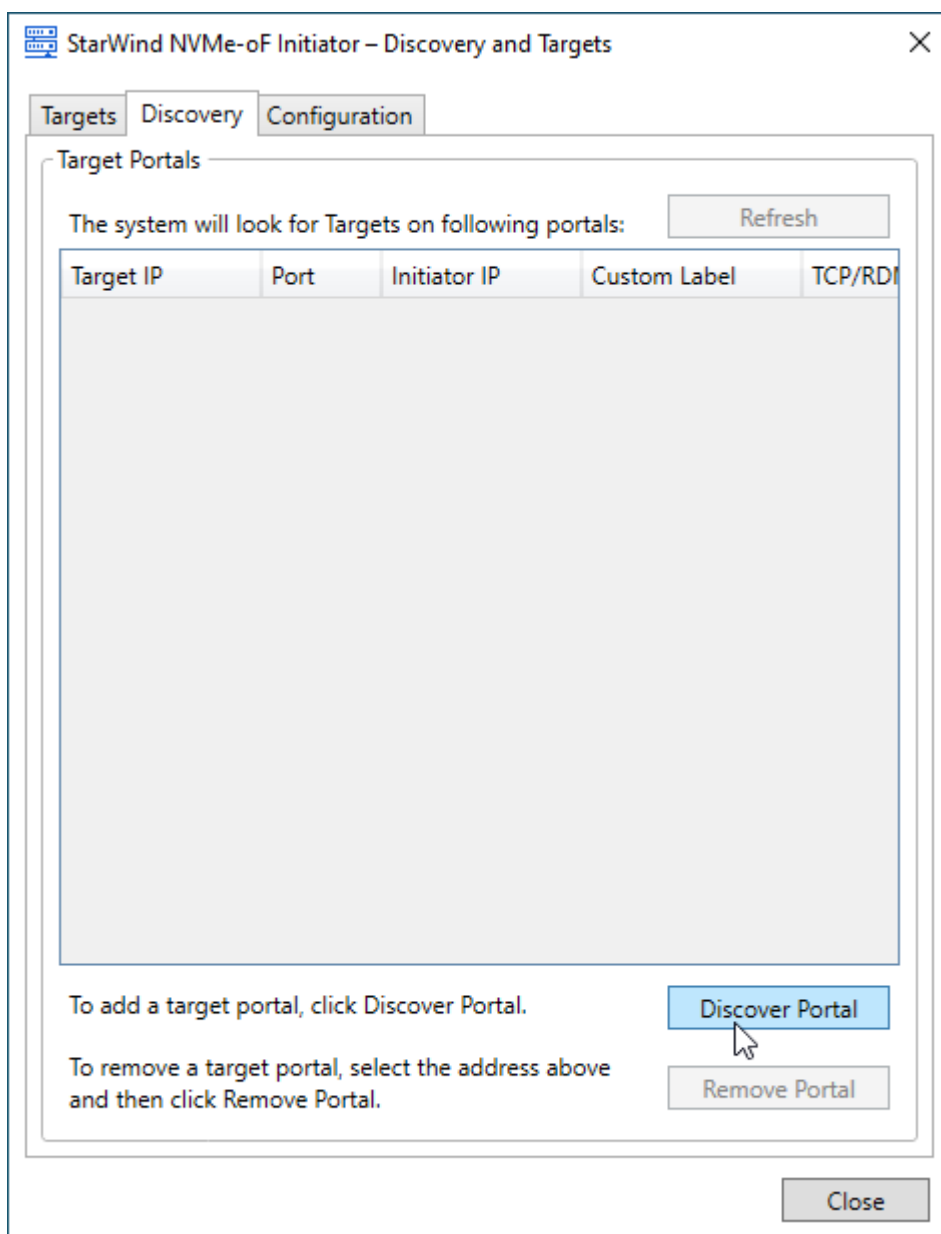 StarWind NVMe-oF Initiator – Discovery and Targets
Targets Discovery Configuration
Target Portals
The system will look for Targets on following portals: Refresh
Target IP Port Initiator IP Custom Label TCP/RDM
To add a target portal, click Discover Portal. Discover Portal
To remove a target portal, select the address above
and then click Remove Portal. Remove Portal
Close